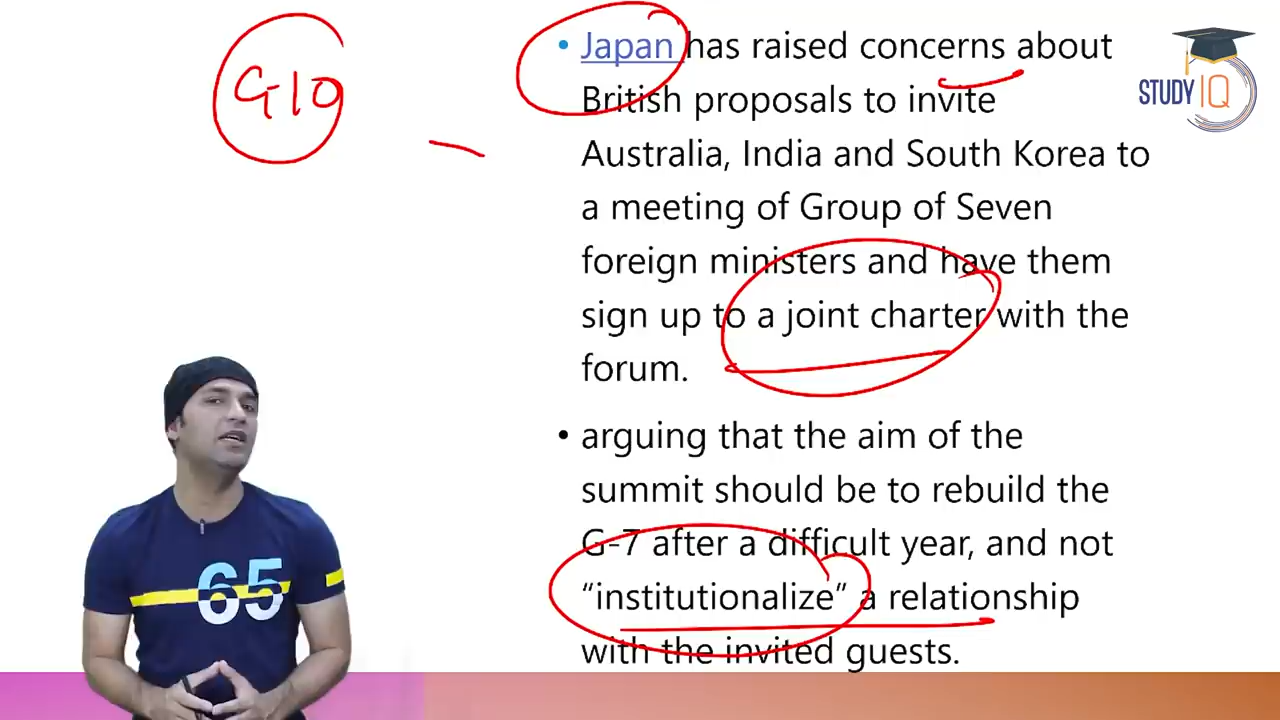 G10
• Japan has raised concerns about
British proposals to invite
Australia, India and South Korea to
a meeting of Group of Seven
foreign ministers and have them
sign up to a joint charter with the
forum.
• arguing that the aim of the
summit should be to rebuild the
G-7 after a difficult year, and not
“institutionalize” a relationship
with the invited guests.
STUDY IQ
65